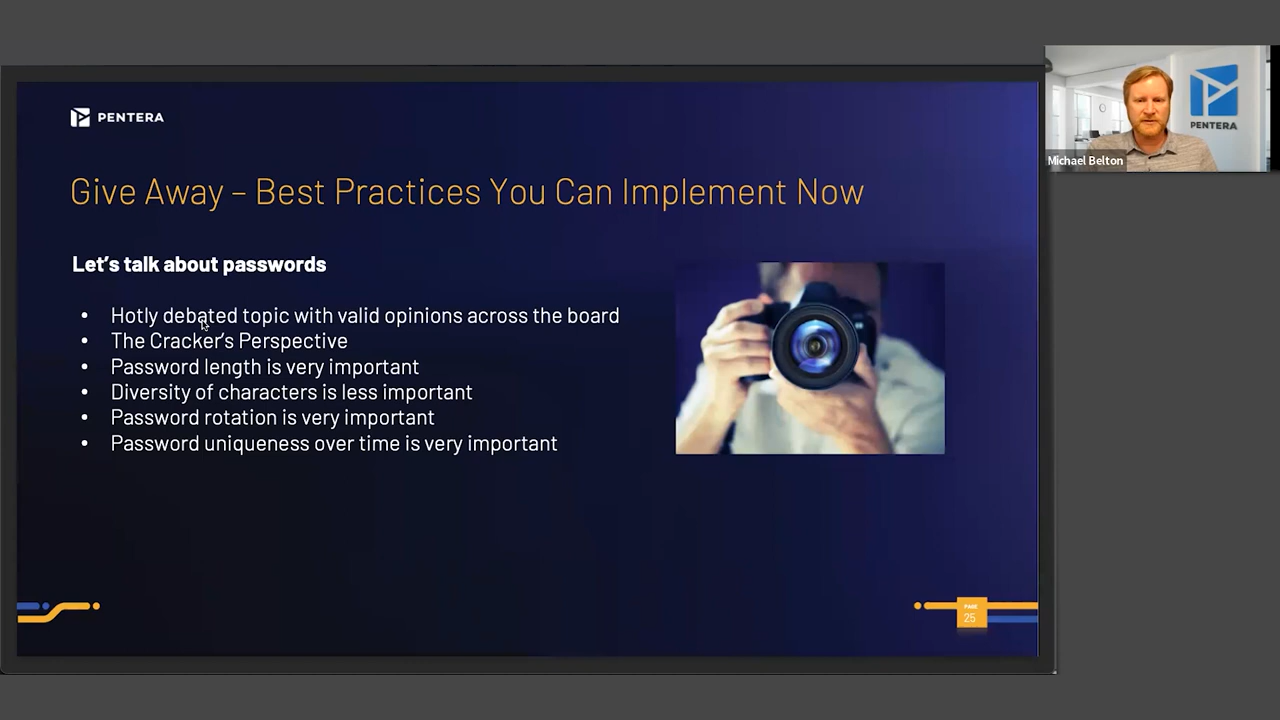 PENTERA
Give Away – Best Practices You Can Implement Now
Let's talk about passwords
• Hotly debated topic with valid opinions across the board
• The Cracker's Perspective
• Password length is very important
• Diversity of characters is less important
• Password rotation is very important
• Password uniqueness over time is very important
PAGE
25
PENTERA
Michael Belton